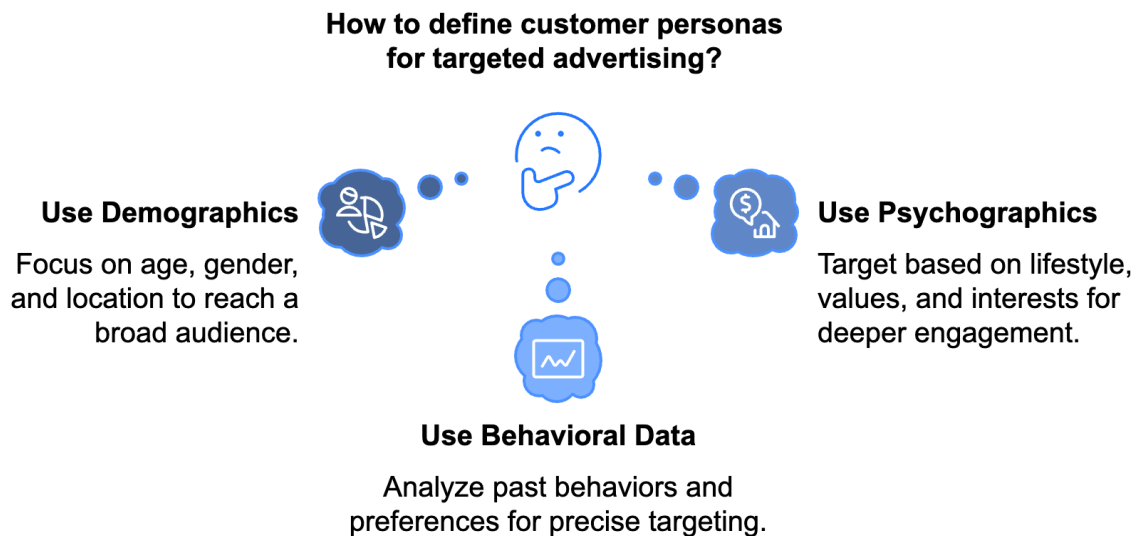 How to define customer personas
for targeted advertising?
Use Demographics
Focus on age, gender,
and location to reach a
broad audience.
$
Use Psychographics
Target based on lifestyle,
values, and interests for
deeper engagement.
Use Behavioral Data
Analyze past behaviors and
preferences for precise targeting.